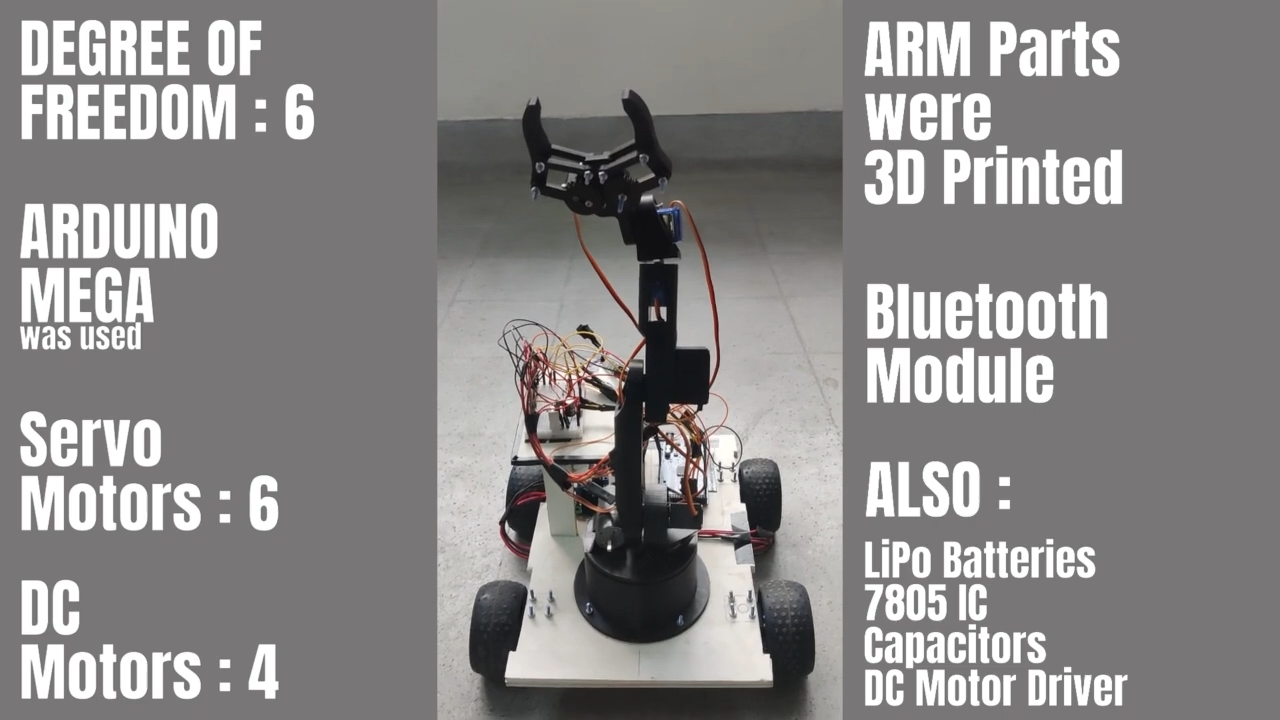 DEGREE OF
FREEDOM : 6
ARDUINO
MEGA
was used
Servo
Motors : 6
DC
Motors : 4
ARM Parts
were
3D Printed
Bluetooth
Module
ALSO :
LiPo Batteries
7805 IC
Capacitors
DC Motor Driver